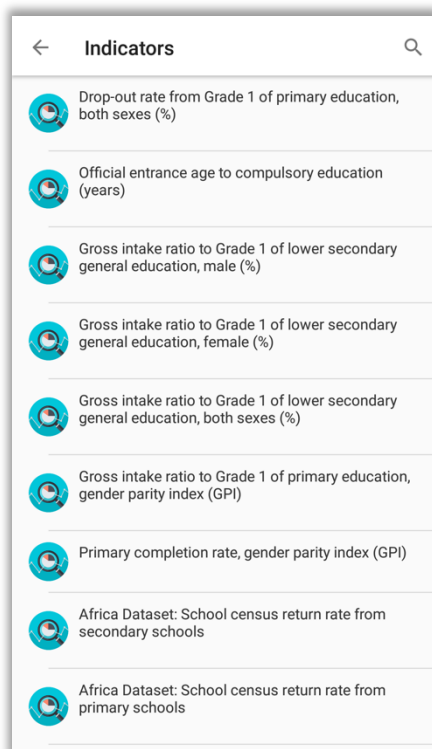 Indicators
Drop-out rate from Grade 1 of primary education,
both sexes (%)
Official entrance age to compulsory education
(years)
Gross intake ratio to Grade 1 of lower secondary
general education, male (%)
Gross intake ratio to Grade 1 of lower secondary
general education, female (%)
Gross intake ratio to Grade 1 of lower secondary
general education, both sexes (%)
Gross intake ratio to Grade 1 of primary education,
gender parity index (GPI)
Primary completion rate, gender parity index (GPI)
Africa Dataset: School census return rate from
secondary schools
Africa Dataset: School census return rate from
primary schools